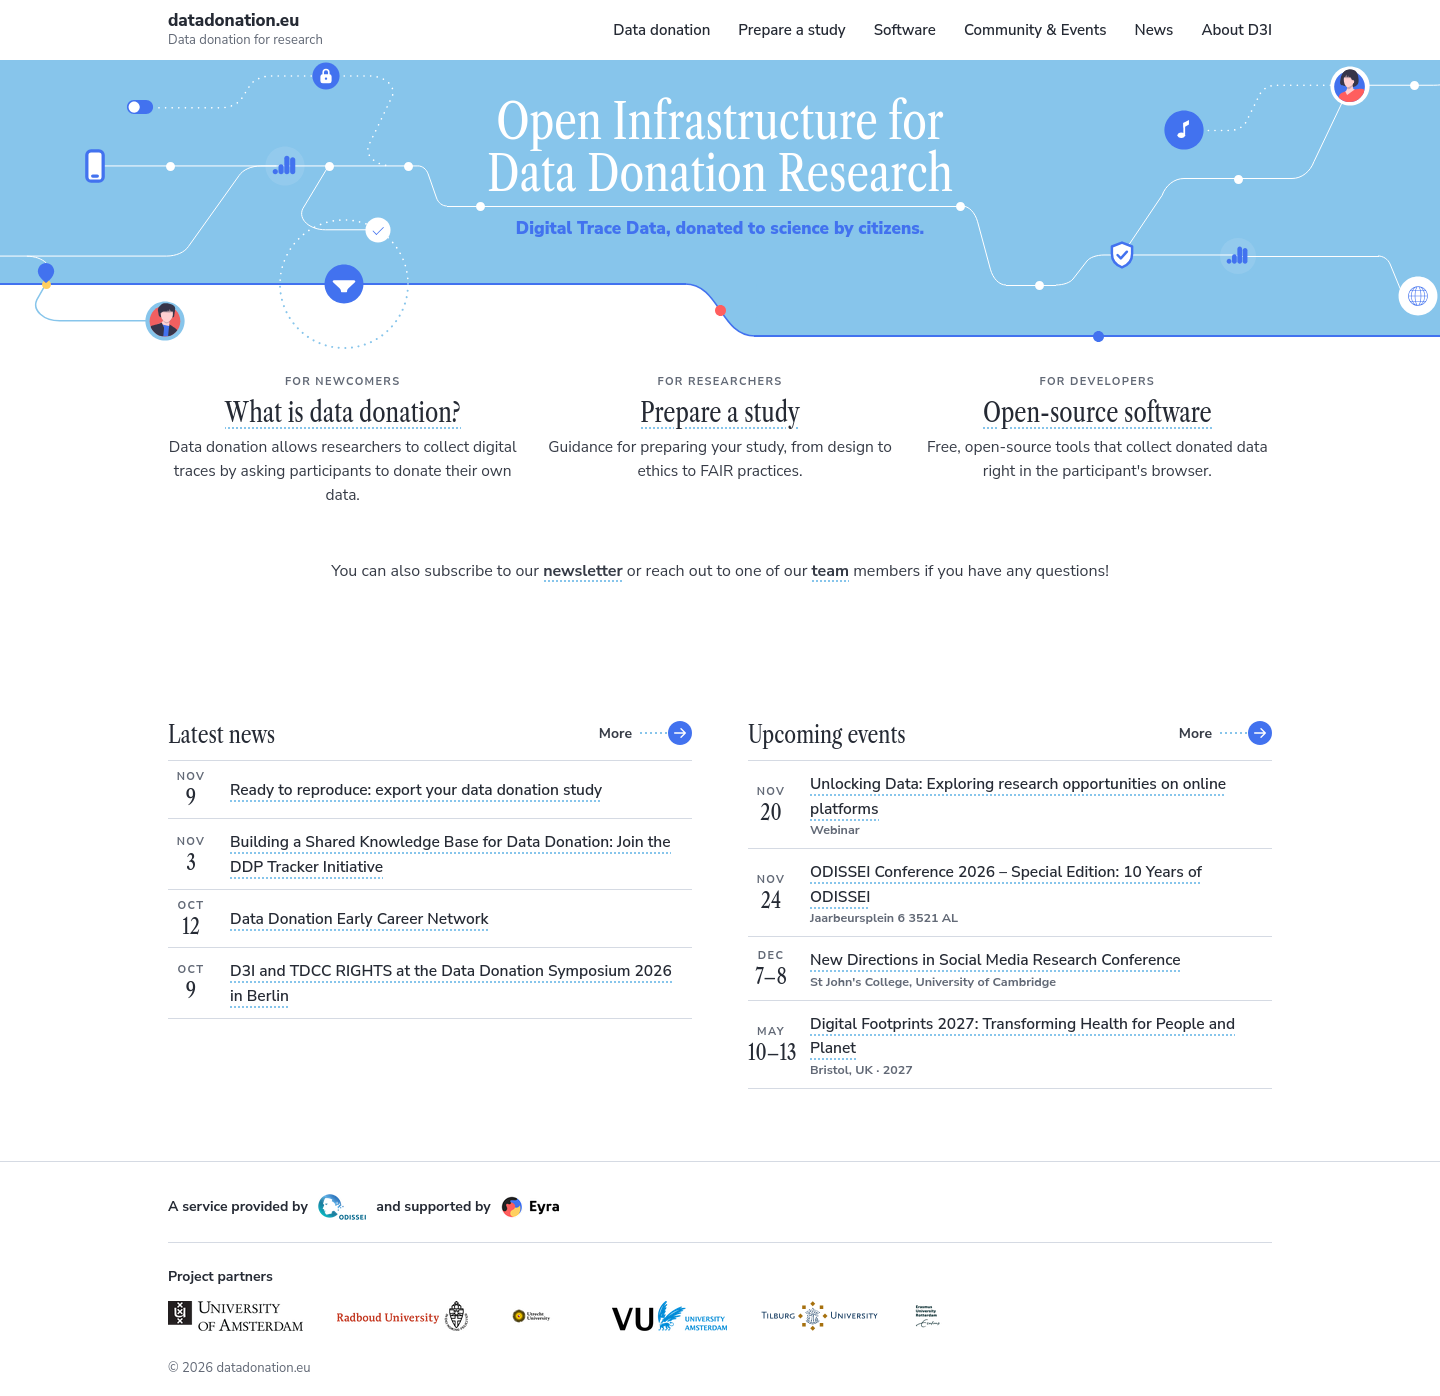 datadonation.eu
Data donation for research
Data donation
Prepare a study
Software
Community & Events
News
About D3I
Open Infrastructure for
Data Donation Research
Digital Trace Data, donated to science by citizens.
FOR NEWCOMERS
What is data donation?
Data donation allows researchers to collect digital
traces by asking participants to donate their own
data.
FOR RESEARCHERS
Prepare a study
Guidance for preparing your study, from design to
ethics to FAIR practices.
FOR DEVELOPERS
Open-source software
Free, open-source tools that collect donated data
right in the participant's browser.
You can also subscribe to our newsletter or reach out to one of our team members if you have any questions!
Latest news
More
NOV
9
Ready to reproduce: export your data donation study
NOV
3
Building a Shared Knowledge Base for Data Donation: Join the
DDP Tracker Initiative
OCT
12
Data Donation Early Career Network
OCT
9
D3I and TDCC RIGHTS at the Data Donation Symposium 2026
in Berlin
Upcoming events
More
NOV
20
Unlocking Data: Exploring research opportunities on online
platforms
Webinar
NOV
24
ODISSEI Conference 2026 – Special Edition: 10 Years of
ODISSEI
Jaarbeursplein 6 3521 AL
DEC
7–8
New Directions in Social Media Research Conference
St John's College, University of Cambridge
MAY
10–13
Digital Footprints 2027: Transforming Health for People and
Planet
Bristol, UK · 2027
A service provided by
ODISSEI
and supported by
Eyra
Project partners
UNIVERSITY
OF AMSTERDAM
Radboud University
Utrecht
University
VU
UNIVERSITY
AMSTERDAM
TILBURG
UNIVERSITY
Erasmus
University
Rotterdam
Erasmus
© 2026 datadonation.eu